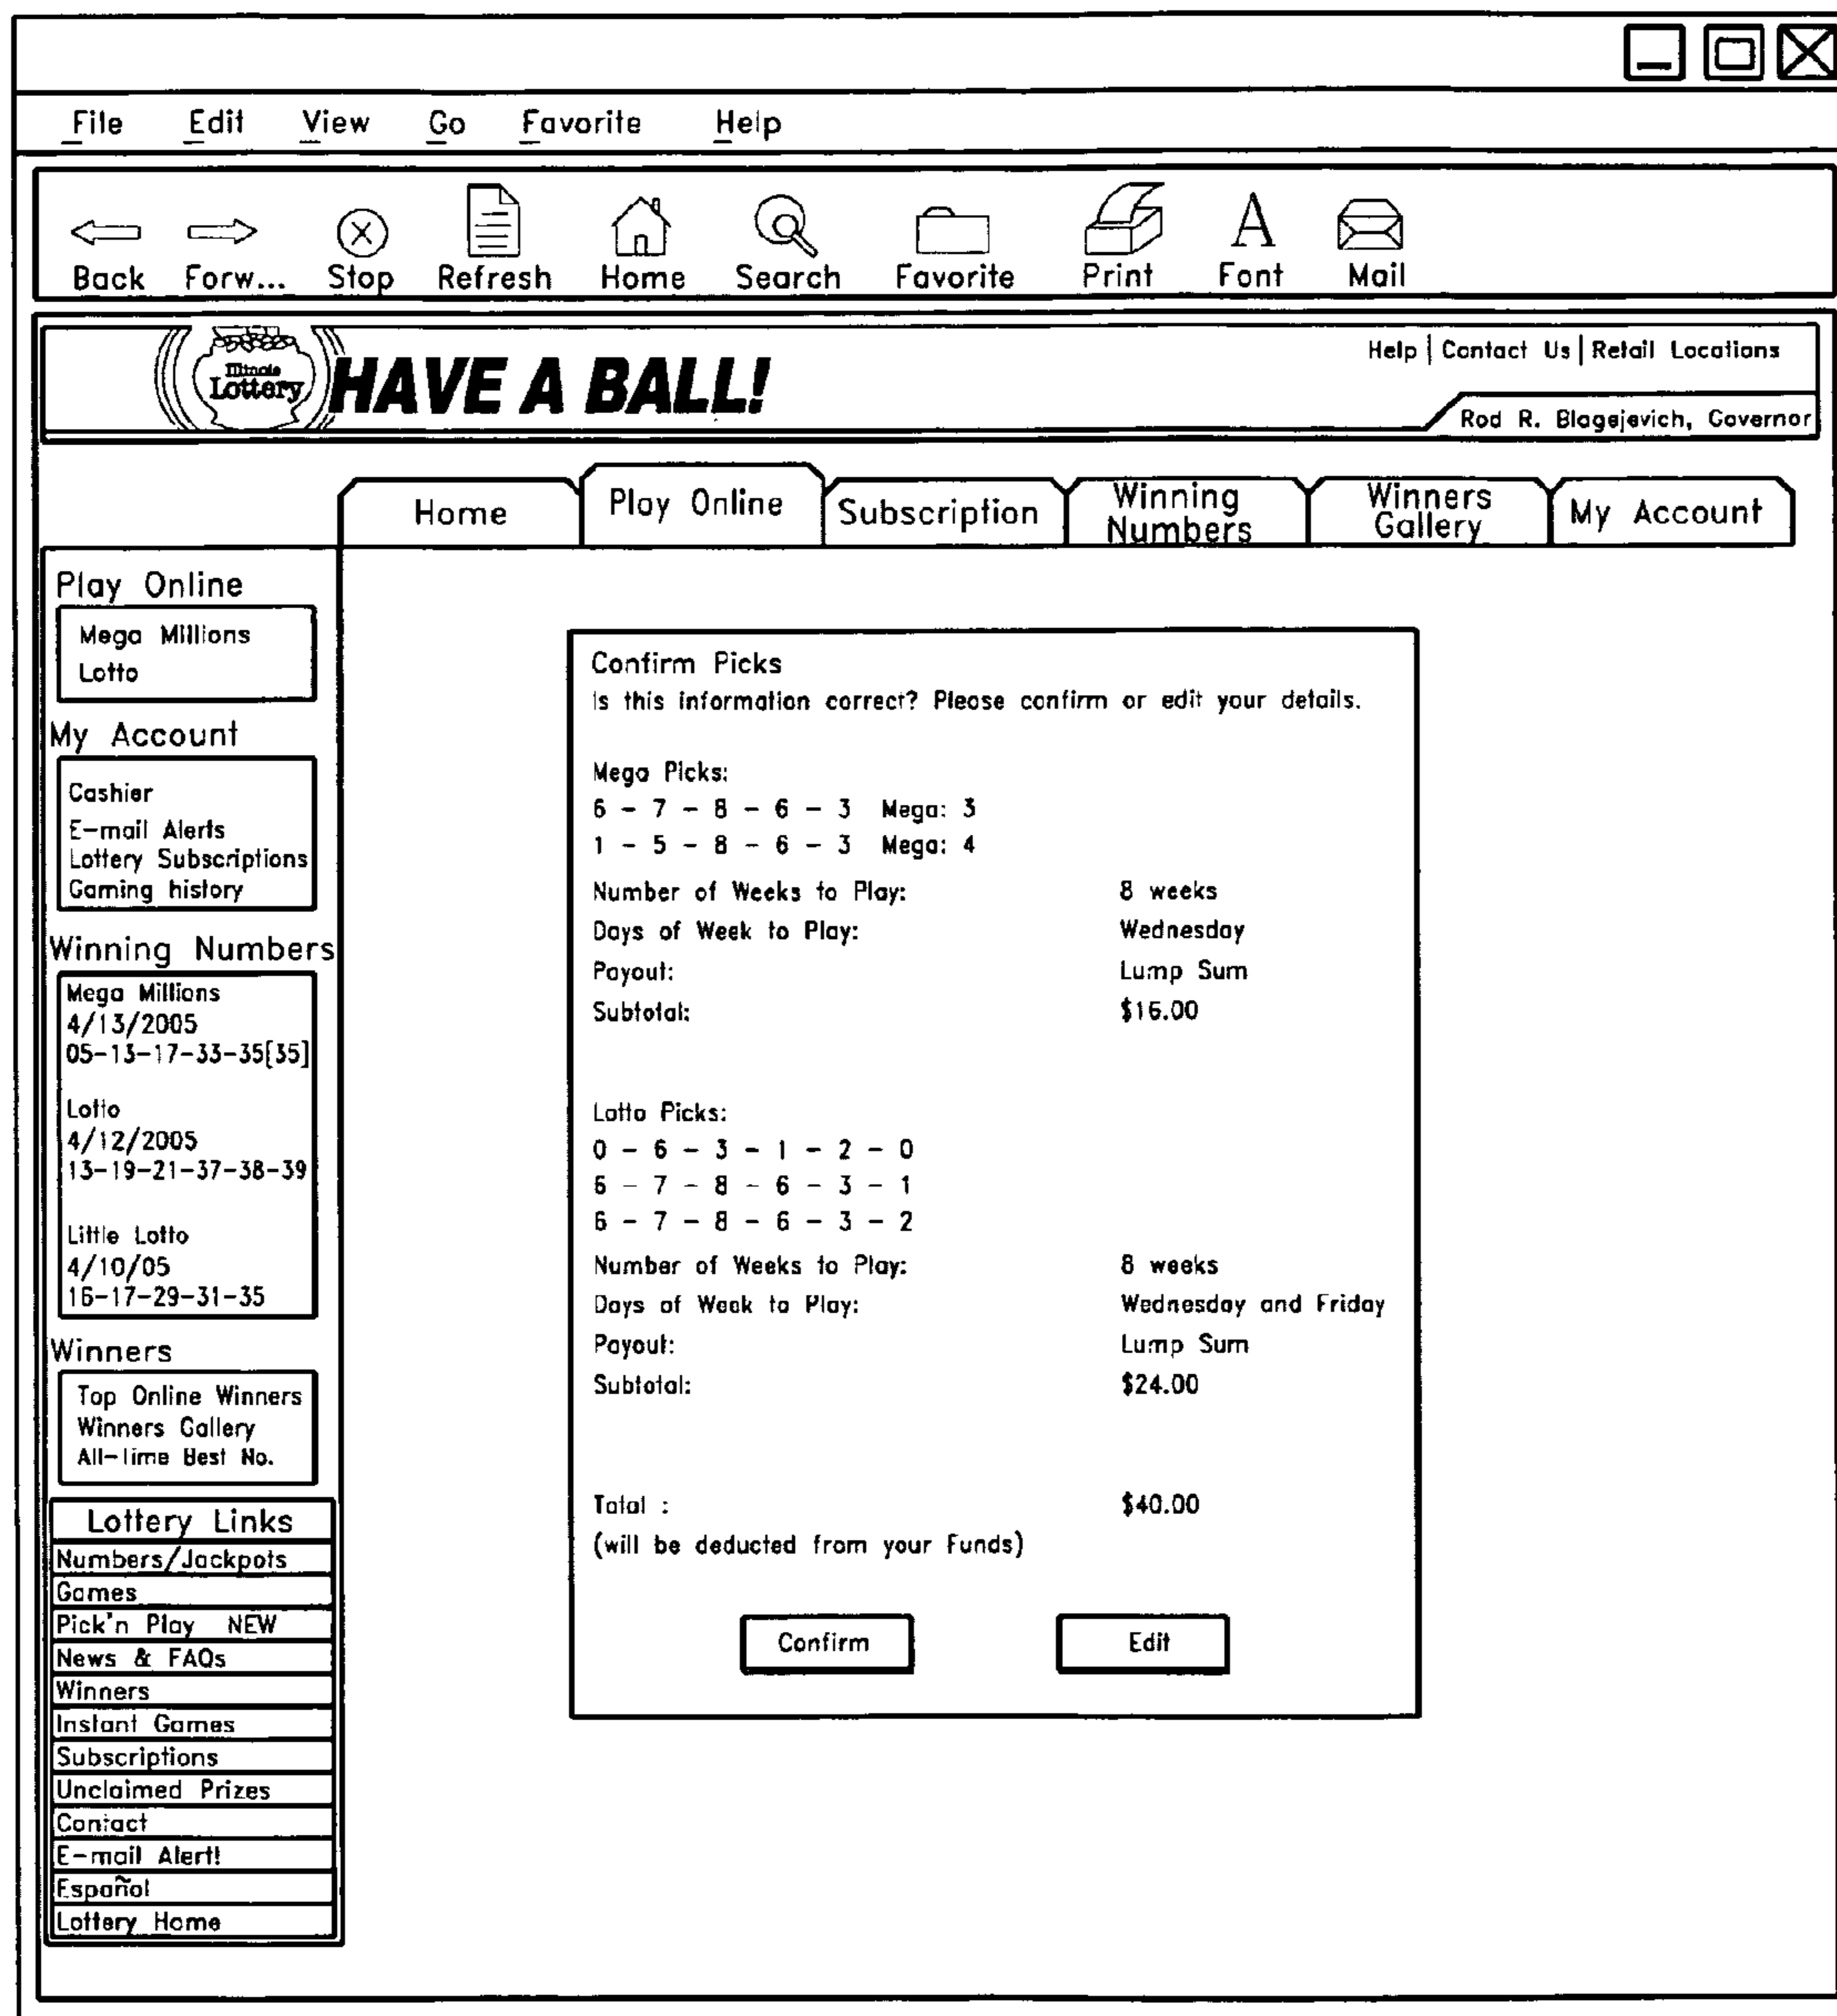 File Edit View Go Favorite Help
Back Forw... Stop Refresh Home Search Favorite Print Font Mail
Illinois
Lottery
HAVE A BALL!
Help | Contact Us | Retail Locations
Rod R. Blagejevich, Governor
Home Play Online Subscription Winning Numbers Winners Gallery My Account
Play Online
Mega Millions
Lotto
My Account
Cashier
E-mail Alerts
Lottery Subscriptions
Gaming history
Winning Numbers
Mega Millions
4/13/2005
05-13-17-33-35[35]
Lotto
4/12/2005
13-19-21-37-38-39
Little Lotto
4/10/05
16-17-29-31-35
Winners
Top Online Winners
Winners Gallery
All-time Best No.
Lottery Links
Numbers/Jackpots
Games
Pick'n Play NEW
News & FAQs
Winners
Instant Games
Subscriptions
Unclaimed Prizes
Contact
E-mail Alert!
Español
Lottery Home
Confirm Picks
Is this information correct? Please confirm or edit your details.
Mega Picks:
6 - 7 - 8 - 6 - 3 Mega: 3
1 - 5 - 8 - 6 - 3 Mega: 4
Number of Weeks to Play: 8 weeks
Days of Week to Play: Wednesday
Payout: Lump Sum
Subtotal: $16.00
Lotto Picks:
0 - 6 - 3 - 1 - 2 - 0
6 - 7 - 8 - 6 - 3 - 1
6 - 7 - 8 - 6 - 3 - 2
Number of Weeks to Play: 8 weeks
Days of Week to Play: Wednesday and Friday
Payout: Lump Sum
Subtotal: $24.00
Total : $40.00
(will be deducted from your Funds)
Confirm Edit